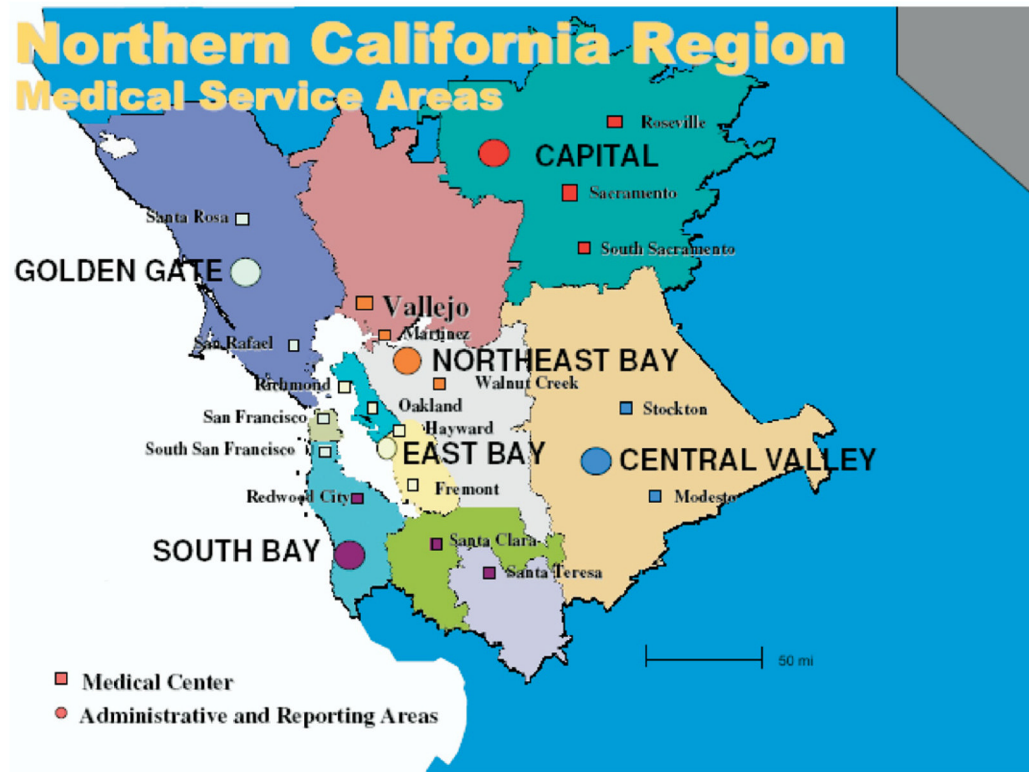 Northern California Region
Medical Service Areas
Roseville
CAPITAL
Sacramento
Santa Rosa
South Sacramento
GOLDEN GATE
Vallejo
Martinez
San Rafael
NORTHEAST BAY
Richmond
Walnut Creek
Oakland
Stockton
San Francisco
Hayward
South San Francisco
EAST BAY
CENTRAL VALLEY
Fremont
Redwood City
Modesto
Santa Clara
SOUTH BAY
Santa Teresa
50 mi
Medical Center
Administrative and Reporting Areas